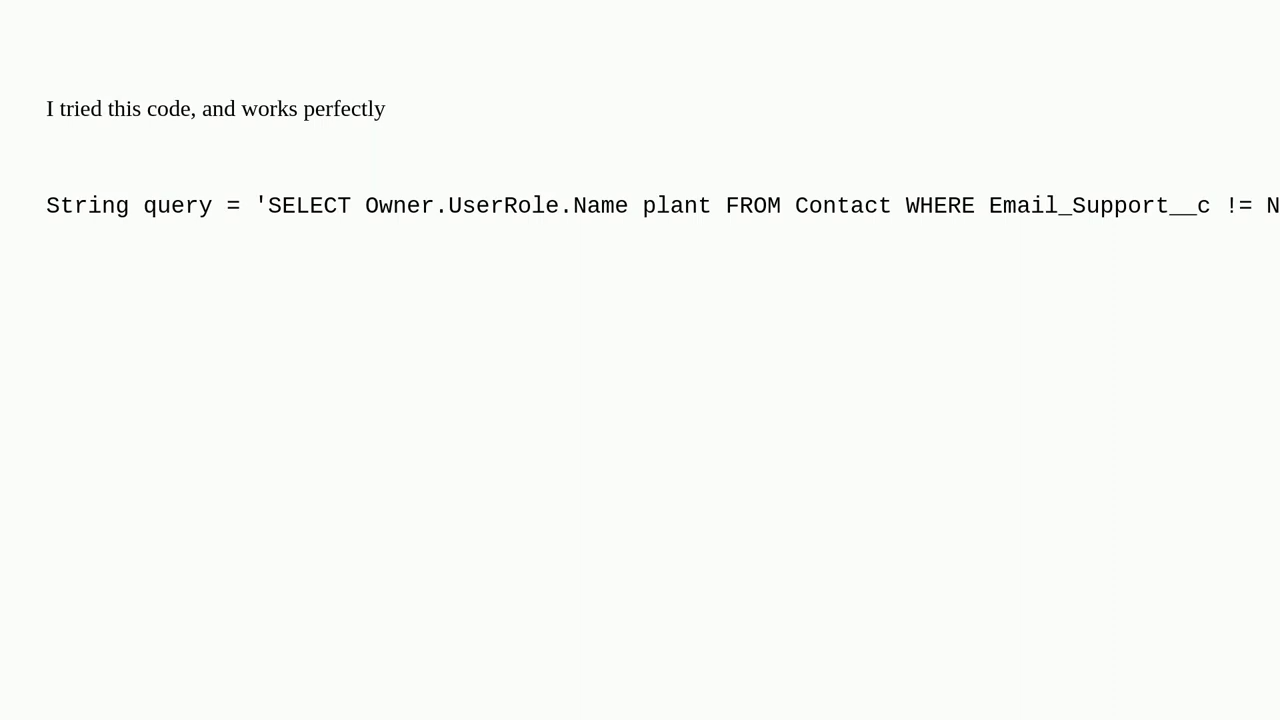 I tried this code, and works perfectly
String query = 'SELECT Owner.UserRole.Name plant FROM Contact WHERE Email_Support__c != N